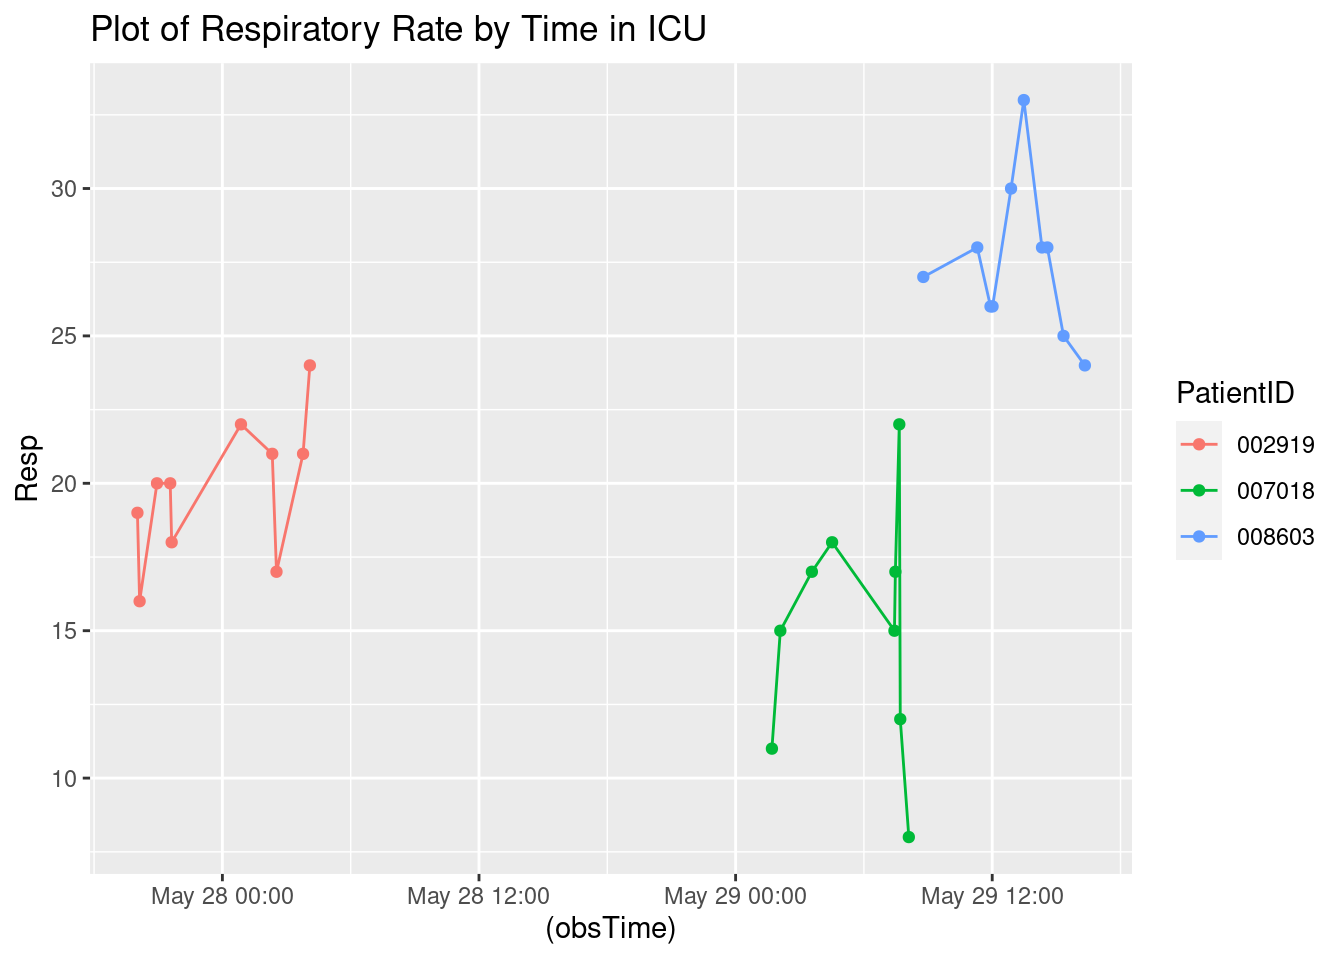 Plot of Respiratory Rate by Time in ICU
Resp
30
25
20
15
10
May 28 00:00
May 28 12:00
May 29 00:00
May 29 12:00
(obsTime)
PatientID
002919
007018
008603